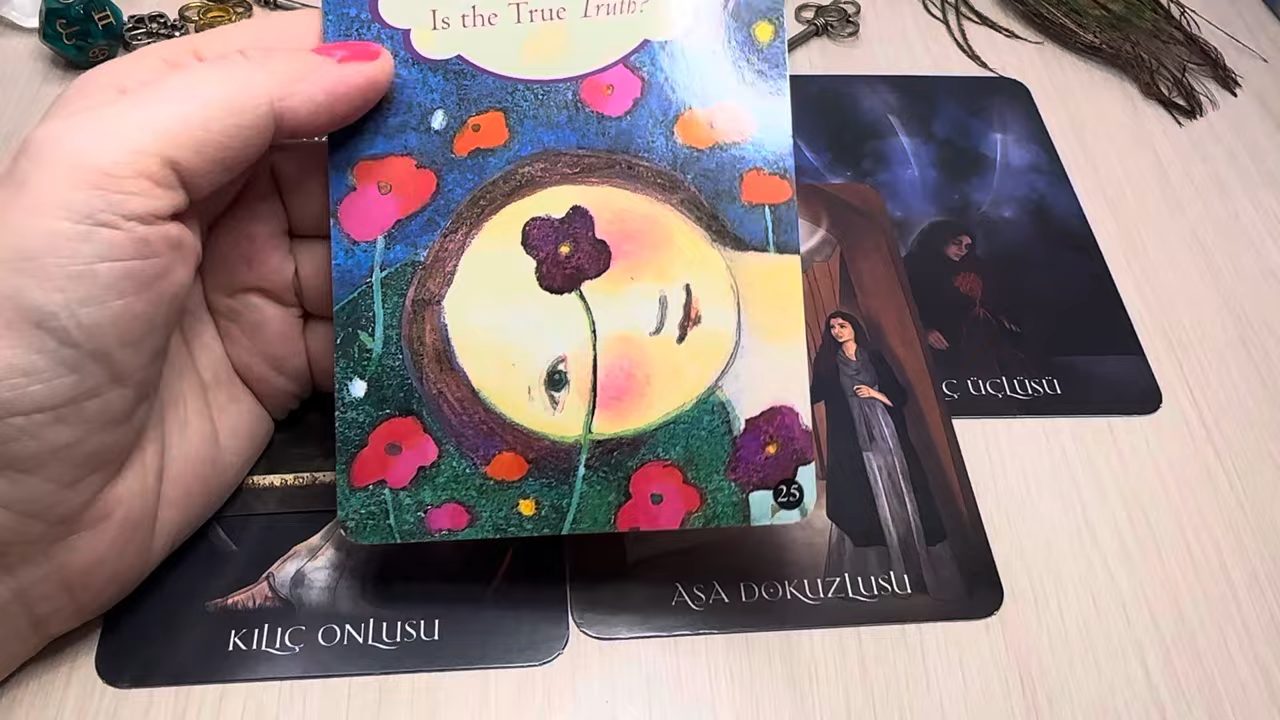 Is the True Truth?
25
Ç ÜÇLÜSÜ
ASA DOKUZLUSU
KILIÇ ONLUSU